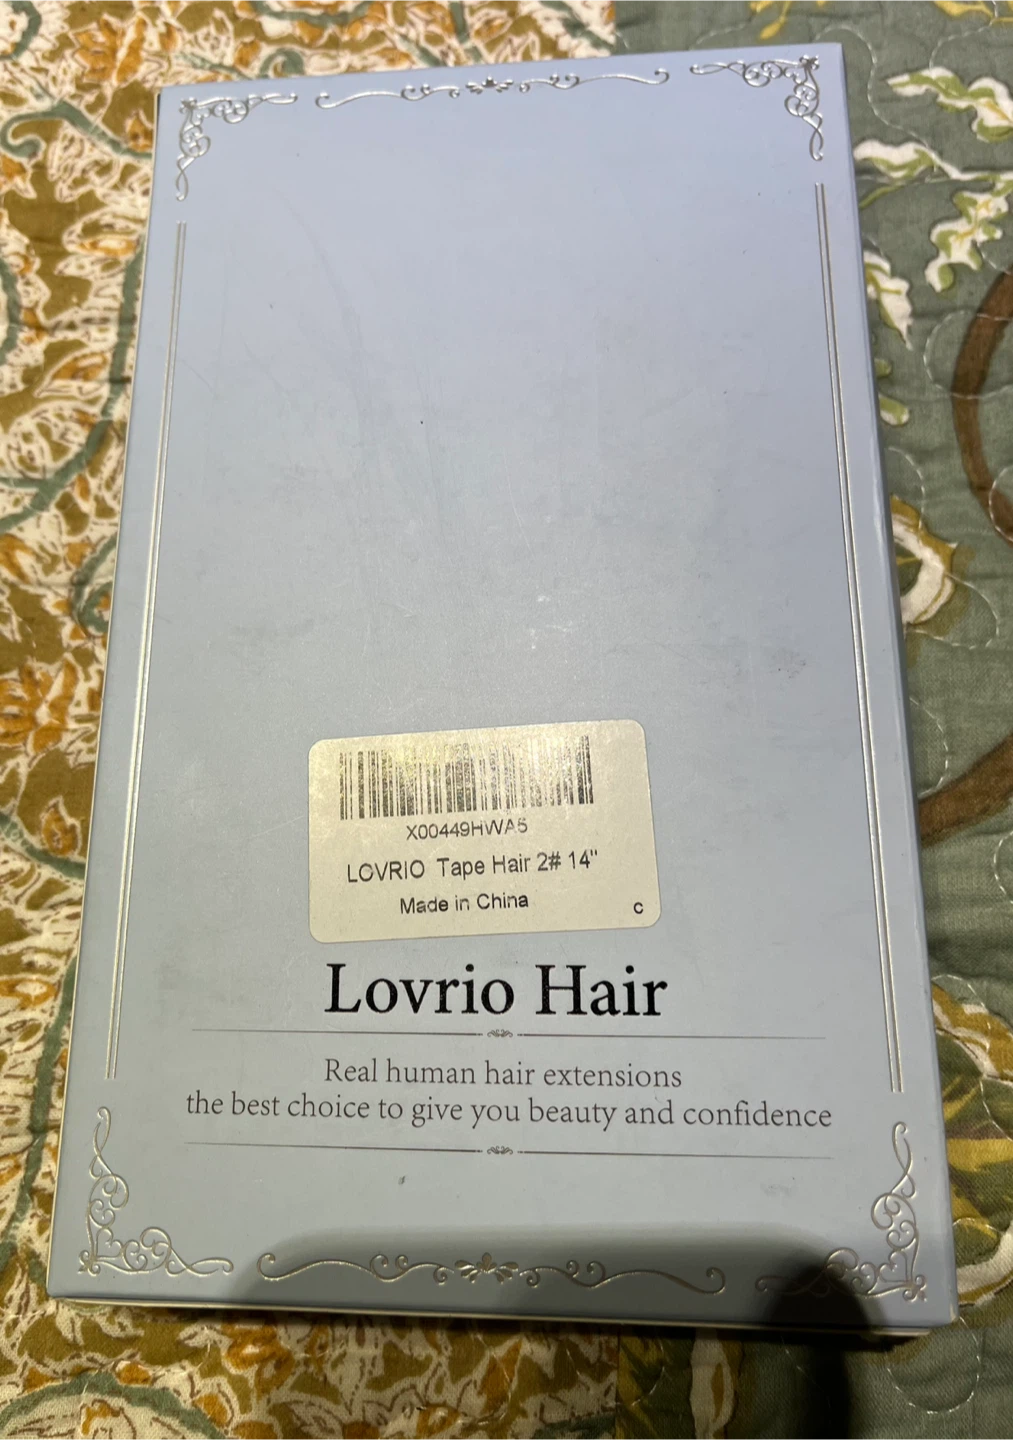 X00449HWA5
LOVRIO Tape Hair 2# 14"
Made in China
C
Lovrio Hair
Real human hair extensions
the best choice to give you beauty and confidence